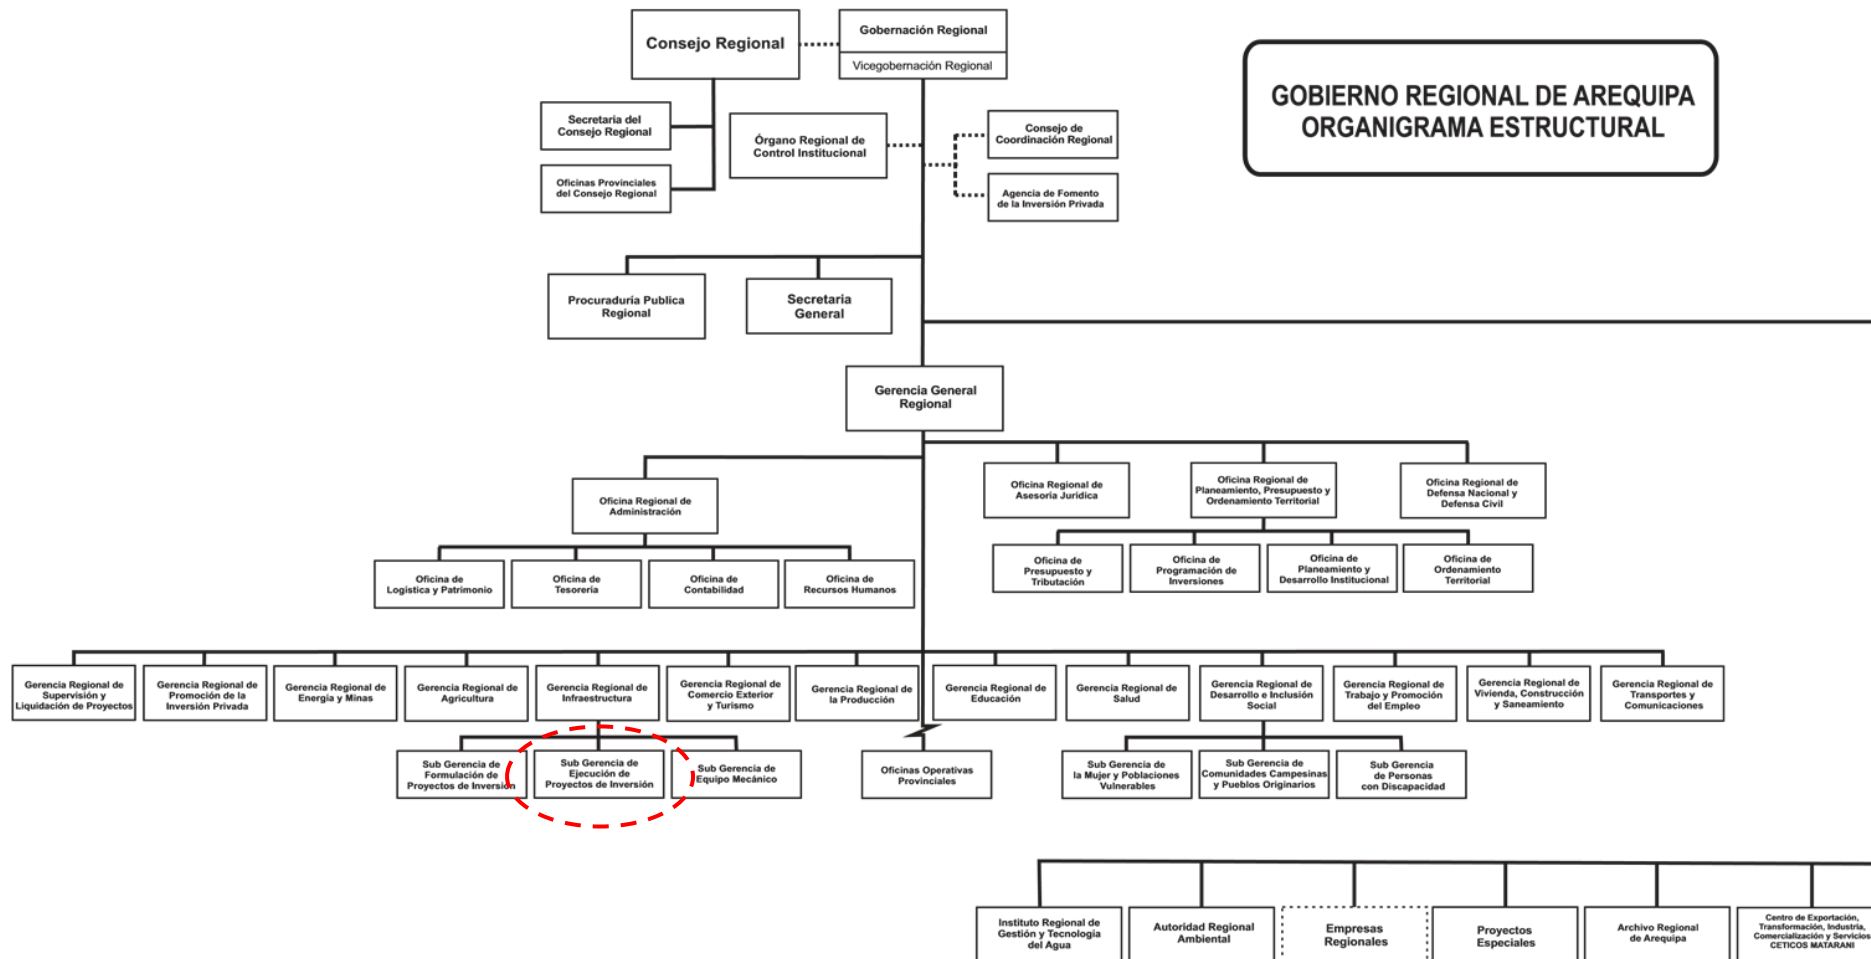 Consejo Regional
Gobernación Regional
Vicegobernación Regional
GOBIERNO REGIONAL DE AREQUIPA
ORGANIGRAMA ESTRUCTURAL
Secretaria del
Consejo Regional
Órgano Regional de
Control Institucional
Consejo de
Coordinación Regional
Oficinas Provinciales
del Consejo Regional
Agencia de Fomento
de la Inversión Privada
Procuraduría Publica
Regional
Secretaria
General
Gerencia General
Regional
Oficina Regional de
Administración
Oficina Regional de
Asesoría Jurídica
Oficina Regional de
Planeamiento, Presupuesto y
Ordenamiento Territorial
Oficina Regional de
Defensa Nacional y
Defensa Civil
Oficina de
Logística y Patrimonio
Oficina de
Tesorería
Oficina de
Contabilidad
Oficina de
Recursos Humanos
Oficina de
Presupuesto y
Tributación
Oficina de
Programación de
Inversiones
Oficina de
Planeamiento y
Desarrollo Institucional
Oficina de
Ordenamiento
Territorial
Gerencia Regional de
Supervisión y
Liquidación de Proyectos
Gerencia Regional de
Promoción de la
Inversión Privada
Gerencia Regional de
Energía y Minas
Gerencia Regional de
Agricultura
Gerencia Regional de
Infraestructura
Gerencia Regional de
Comercio Exterior
y Turismo
Gerencia Regional de
la Producción
Gerencia Regional de
Educación
Gerencia Regional de
Salud
Gerencia Regional de
Desarrollo e Inclusión
Social
Gerencia Regional de
Trabajo y Promoción
del Empleo
Gerencia Regional de
Vivienda, Construcción
y Saneamiento
Gerencia Regional de
Transportes y
Comunicaciones
Sub Gerencia de
Formulación de
Proyectos de Inversión
Sub Gerencia de
Ejecución de
Proyectos de Inversión
Sub Gerencia de
Equipo Mecánico
Oficinas Operativas
Provinciales
Sub Gerencia de
la Mujer y Poblaciones
Vulnerables
Sub Gerencia de
Comunidades Campesinas
y Pueblos Originarios
Sub Gerencia
de Personas
con Discapacidad
Instituto Regional de
Gestión y Tecnología
del Agua
Autoridad Regional
Ambiental
Empresas
Regionales
Proyectos
Especiales
Archivo Regional
de Arequipa
Centro de Exportación,
Transformación, Industria,
Comercialización y Servicios
CETICOS MATARANI